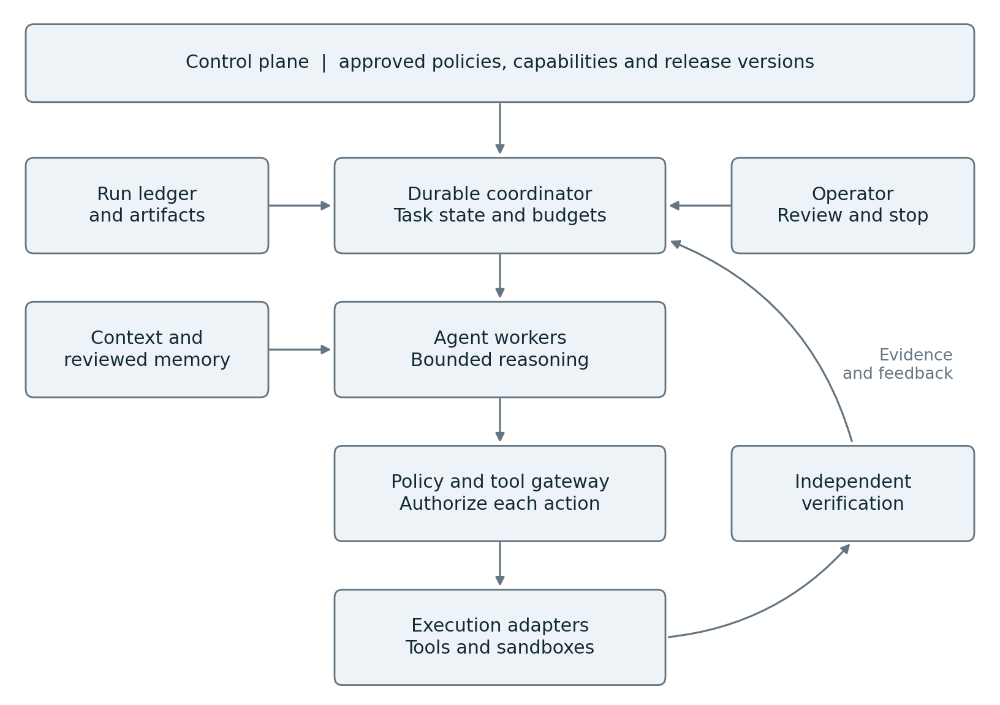 Control plane | approved policies, capabilities and release versions
Run ledger
and artifacts
Durable coordinator
Task state and budgets
Operator
Review and stop
Context and
reviewed memory
Agent workers
Bounded reasoning
Evidence
and feedback
Policy and tool gateway
Authorize each action
Independent
verification
Execution adapters
Tools and sandboxes